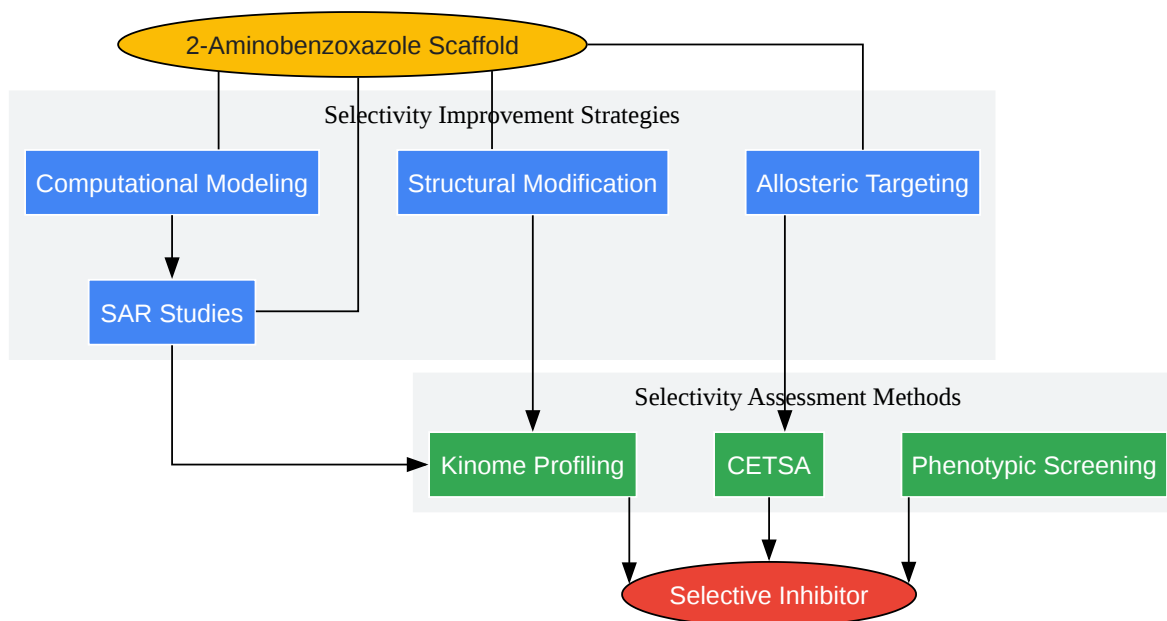 2-Aminobenzoxazole Scaffold
Selectivity Improvement Strategies
Computational Modeling
Structural Modification
Allosteric Targeting
SAR Studies
Selectivity Assessment Methods
Kinome Profiling
CETSA
Phenotypic Screening
Selective Inhibitor